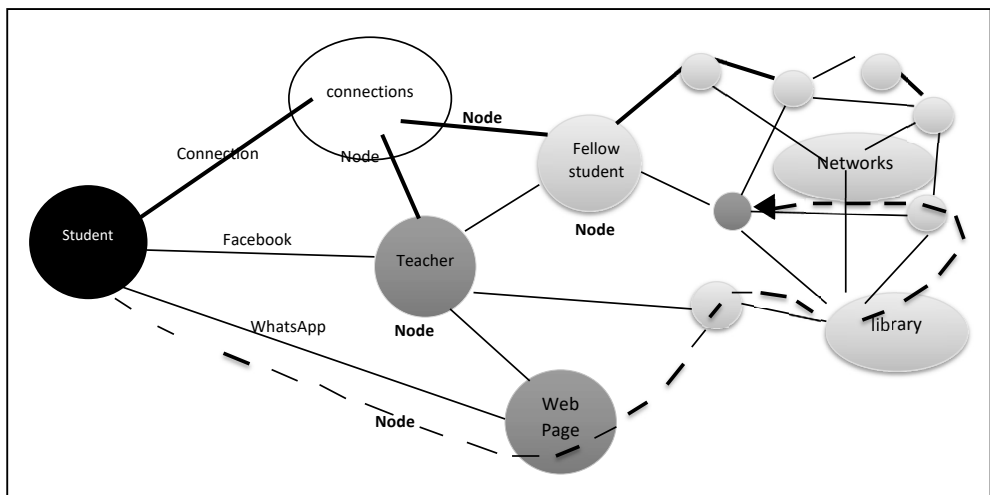 connections
Node
Connection
Node
Fellow
student
Networks
Student
Facebook
Teacher
Node
WhatsApp
Node
library
Web
Page
Node